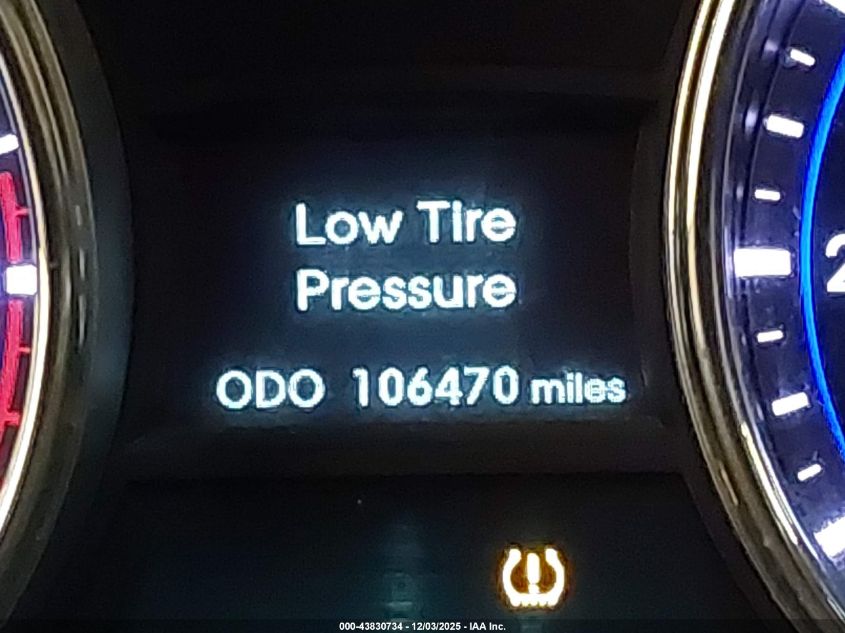 Low Tire
Pressure
ODO 106470 miles
000-43830734 - 12/03/2025 - IAA Inc.